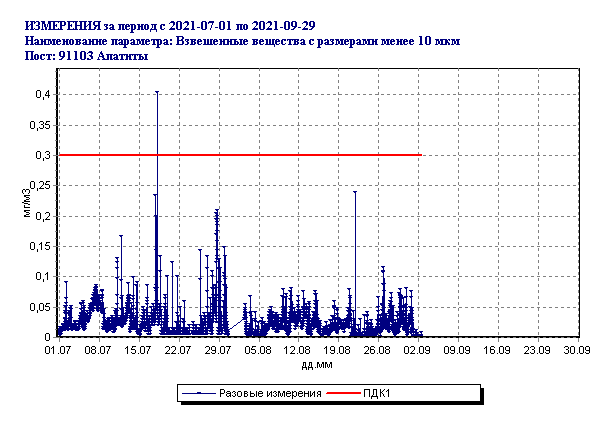 ИЗМЕРЕНИЯ за период с 2021-07-01 по 2021-09-29
Наименование параметра: Взвешенные вещества с размерами менее 10 мкм
Пост: 91103 Апатиты
0,4
0,35
0,3
0,25
0,2
0,15
0,1
0,05
0
мг/м3
01.07 08.07 15.07 22.07 29.07 05.08 12.08 19.08 26.08 02.09 09.09 16.09 23.09 30.09
дд.мм
Разовые измерения ПДК1